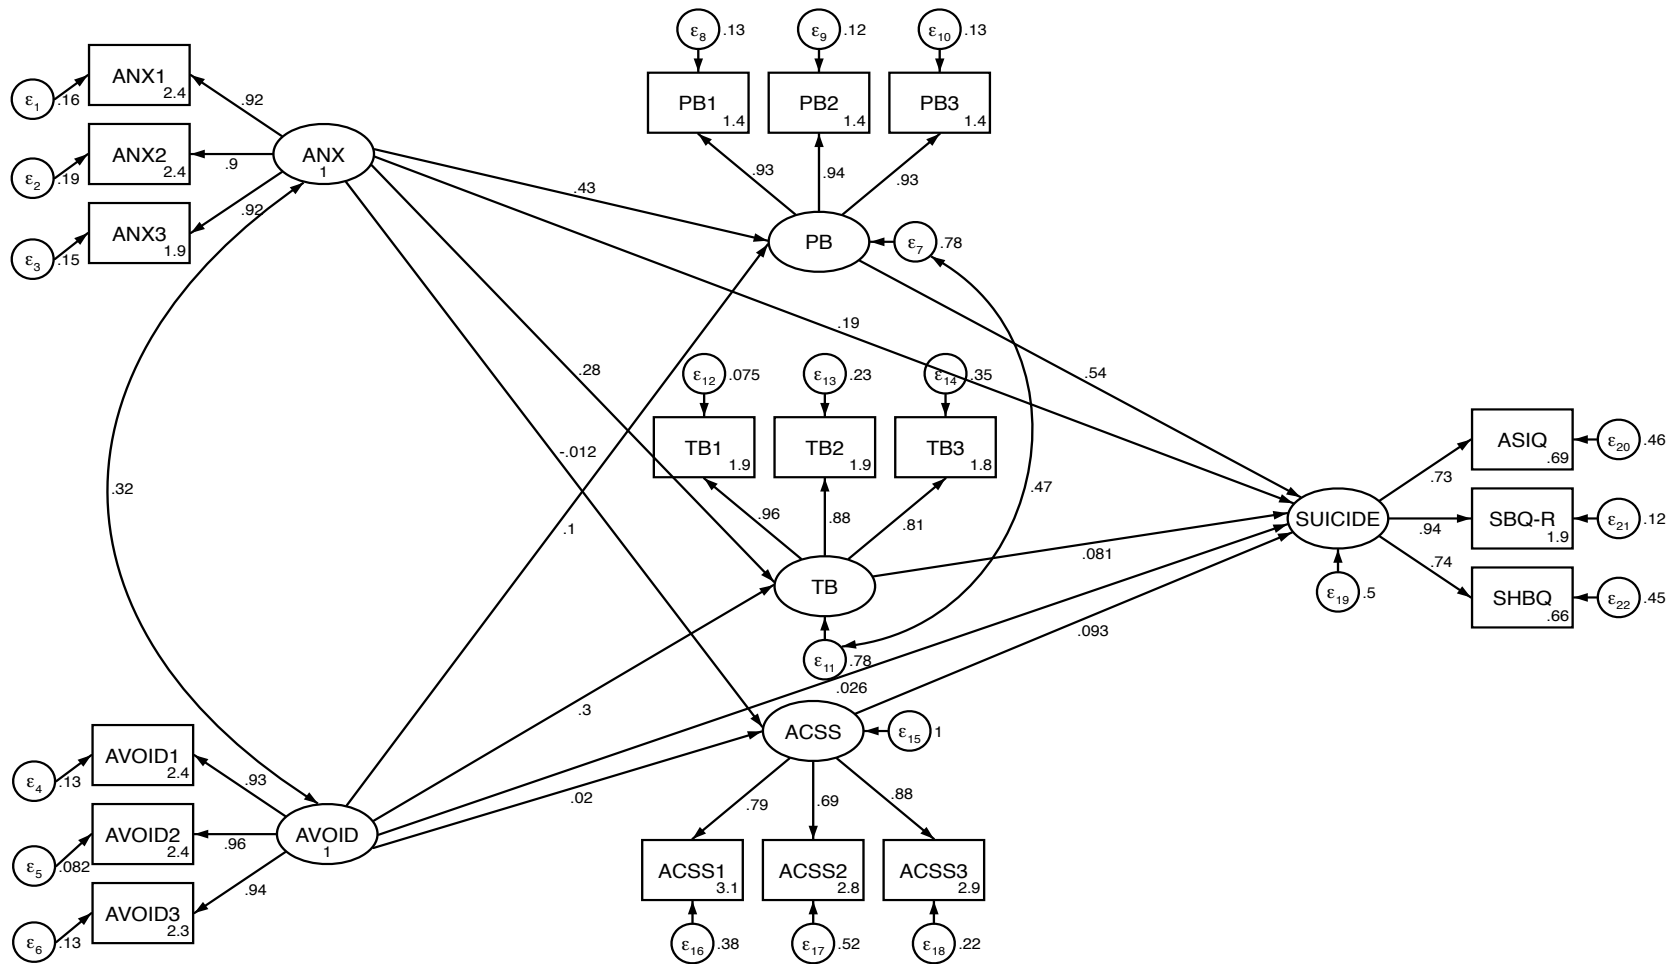 ε8 .13
ε9 .12
ε10 .13
ANX1
2.4
ε1 .16
.92
PB1
1.4
PB2
1.4
PB3
1.4
ANX2
2.4
ε2 .19
.9
ANX
1
.93
.94
.93
.43
ANX3
1.9
ε3 .15
.92
PB
ε7 .78
.19
.28
ε12 .075
ε13 .23
ε14 .35
.54
-.012
TB1
1.9
TB2
1.9
TB3
1.8
ASIQ
.69
ε20 .46
.32
.47
.73
.1
.96
.88
.81
SUICIDE
.94
SBQ-R
1.9
ε21 .12
.081
.74
TB
ε19 .5
SHBQ
.66
ε22 .45
.093
ε11 .78
.026
.3
ACSS
ε15 1
AVOID1
2.4
ε4 .13
.93
.02
.79
.69
.88
AVOID2
2.4
ε5 .082
.96
AVOID
1
ACSS1
3.1
ACSS2
2.8
ACSS3
2.9
.94
AVOID3
2.3
ε6 .13
ε16 .38
ε17 .52
ε18 .22